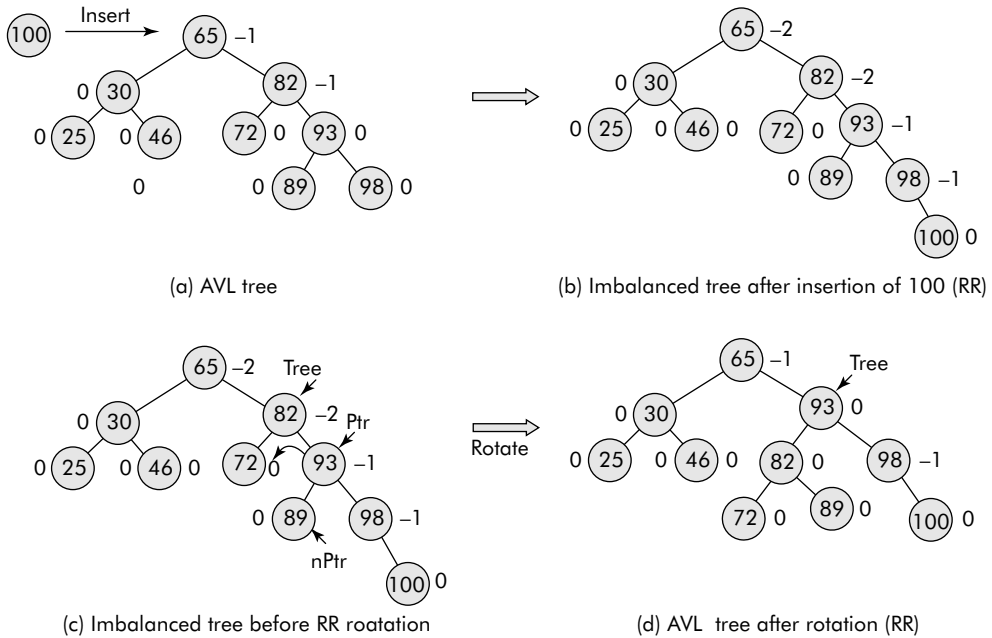 100 Insert 65 –1
0 30 82 –1
0 25 0 46 72 0 93 0
0 0 89 98 0
(a) AVL tree
65 –2
0 30 82 –2
0 25 0 46 0 72 0 93 –1
0 89 98 –1
100 0
(b) Imbalanced tree after insertion of 100 (RR)
65 –2 Tree
0 30 82 –2 Ptr
0 25 0 46 0 72 0 93 –1
0 89 98 –1
nPtr
100 0
(c) Imbalanced tree before RR roatation
Rotate
65 –1 Tree
0 30 93 0
0 25 0 46 0 82 0 98 –1
72 0 89 0 100 0
(d) AVL tree after rotation (RR)